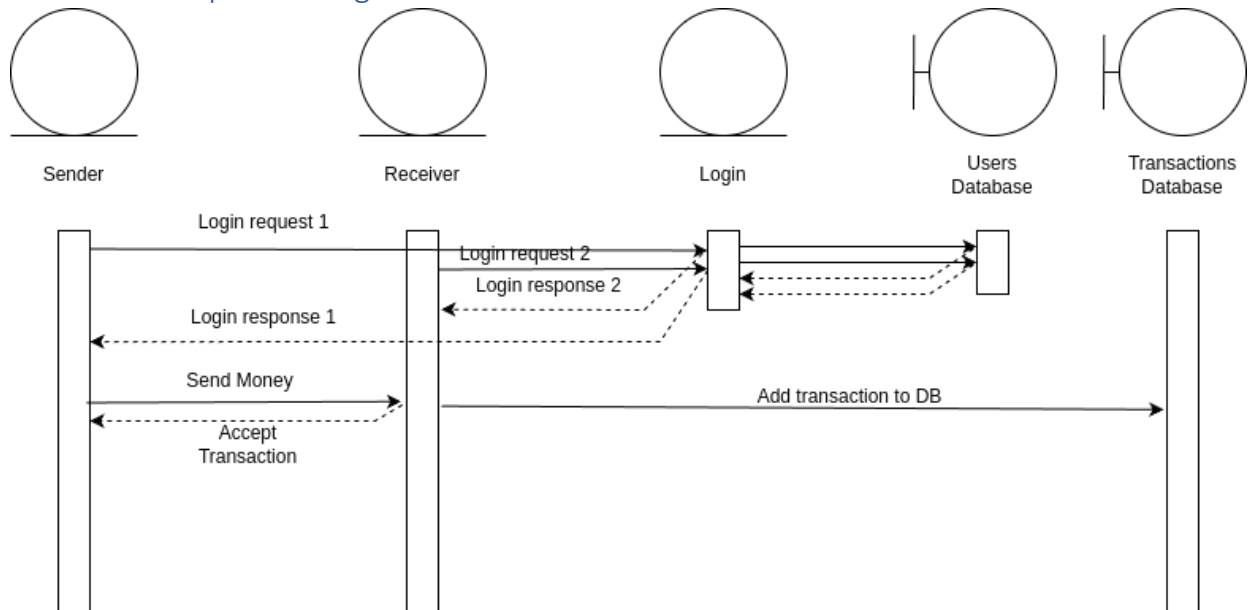 Sender
Receiver
Login
Users
Database
Transactions
Database
Login request 1
Login request 2
Login response 2
Login response 1
Send Money
Add transaction to DB
Accept
Transaction